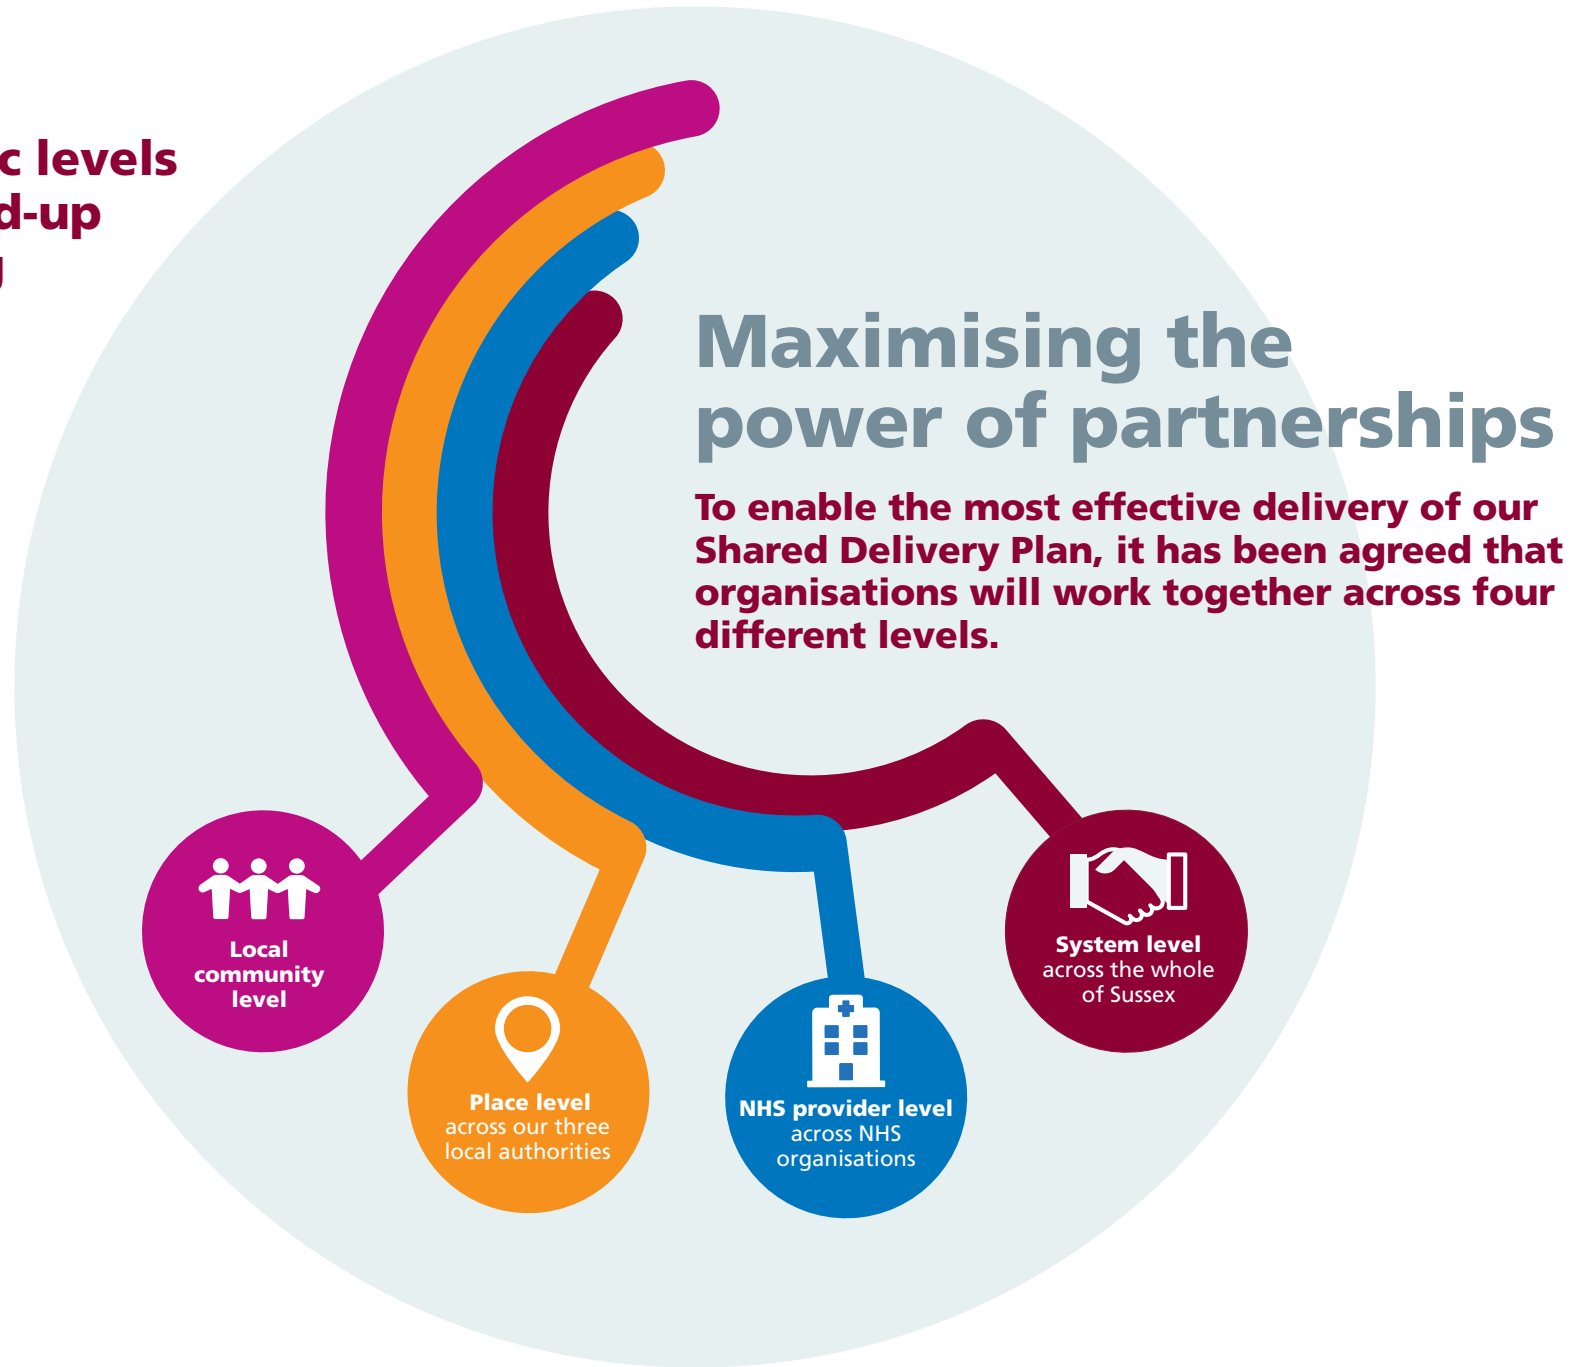 c levels
d-up
g
Maximising the
power of partnerships
To enable the most effective delivery of our
Shared Delivery Plan, it has been agreed that
organisations will work together across four
different levels.
Local
community
level
Place level
across our three
local authorities
NHS provider level
across NHS
organisations
System level
across the whole
of Sussex